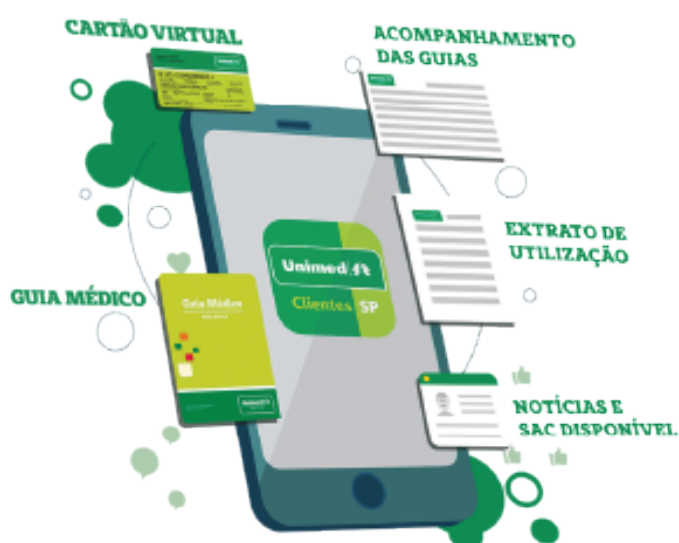 CARTÃO VIRTUAL
ACOMPANHAMENTO
DAS GUIAS
EXTRATO DE
UTILIZAÇÃO
GUIA MÉDICO
Guia Médico
Unimed
Clientes SP
NOTÍCIAS E
SAC DISPONÍVEL